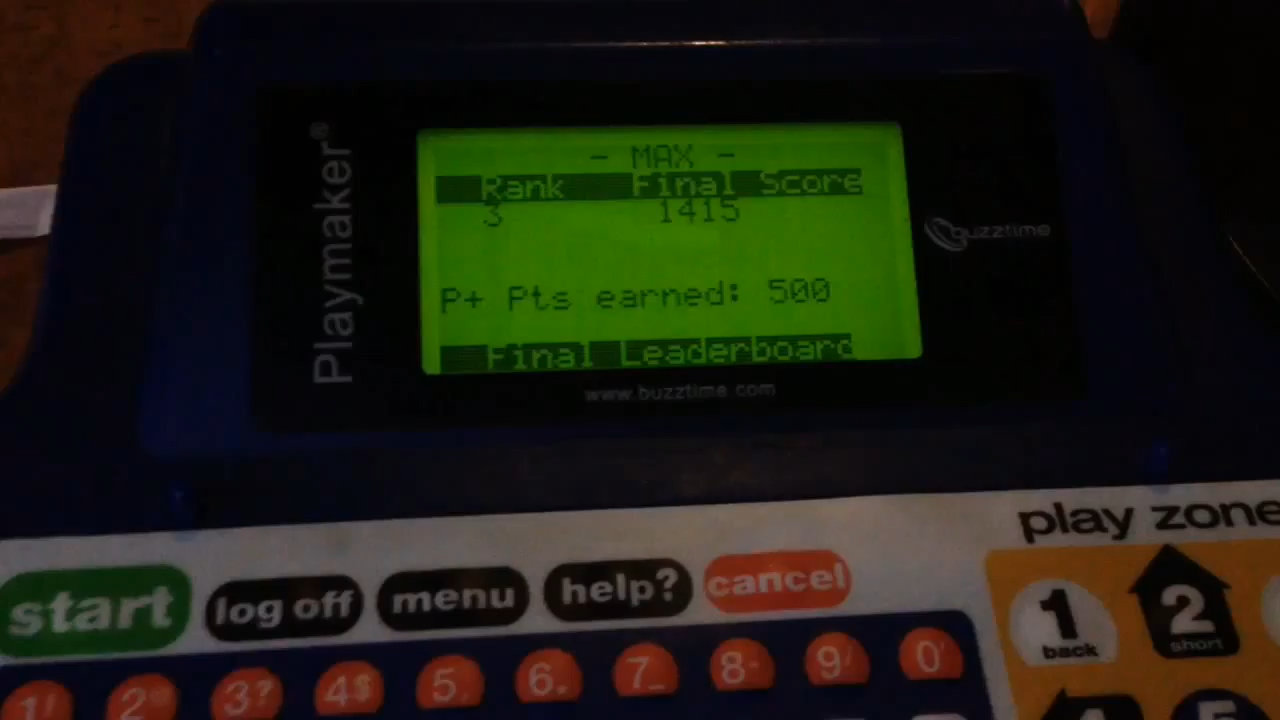 Playmaker®
- MAX -
Rank Final Score
3 1415
P+ Pts earned: 500
Final Leaderboard
buzztime
www.buzztime.com
play zone
start log off menu help? cancel
1 back
2 short
1! 2 3? 4$ 5 6 7 8 9 0